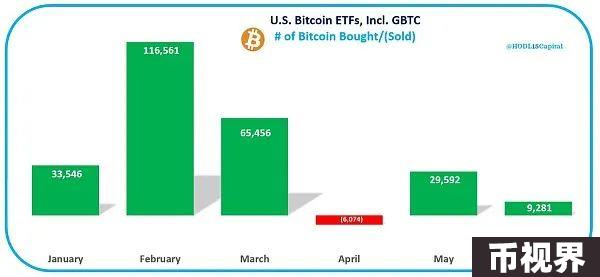 U.S. Bitcoin ETFs, Incl. GBTC
# of Bitcoin Bought/(Sold)
@HODL15Capital
116,561
65,456
33,546
29,592
9,281
(6,074)
January
February
March
April
May
币视界